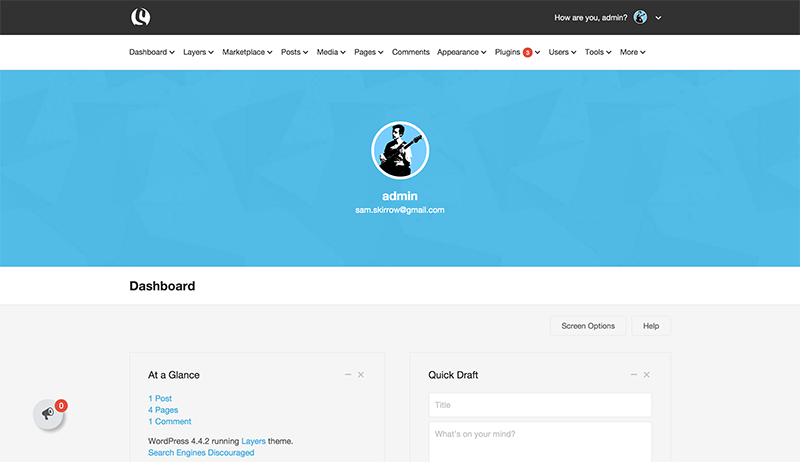 How are you, admin?
Dashboard Layers Marketplace Posts Media Pages Comments Appearance Plugins 3 Users Tools More
admin
sam.skirrow@gmail.com
Dashboard
Screen Options Help
At a Glance
1 Post
4 Pages
1 Comment
WordPress 4.4.2 running Layers theme.
Search Engines Discouraged
Quick Draft
Title
What's on your mind?
0